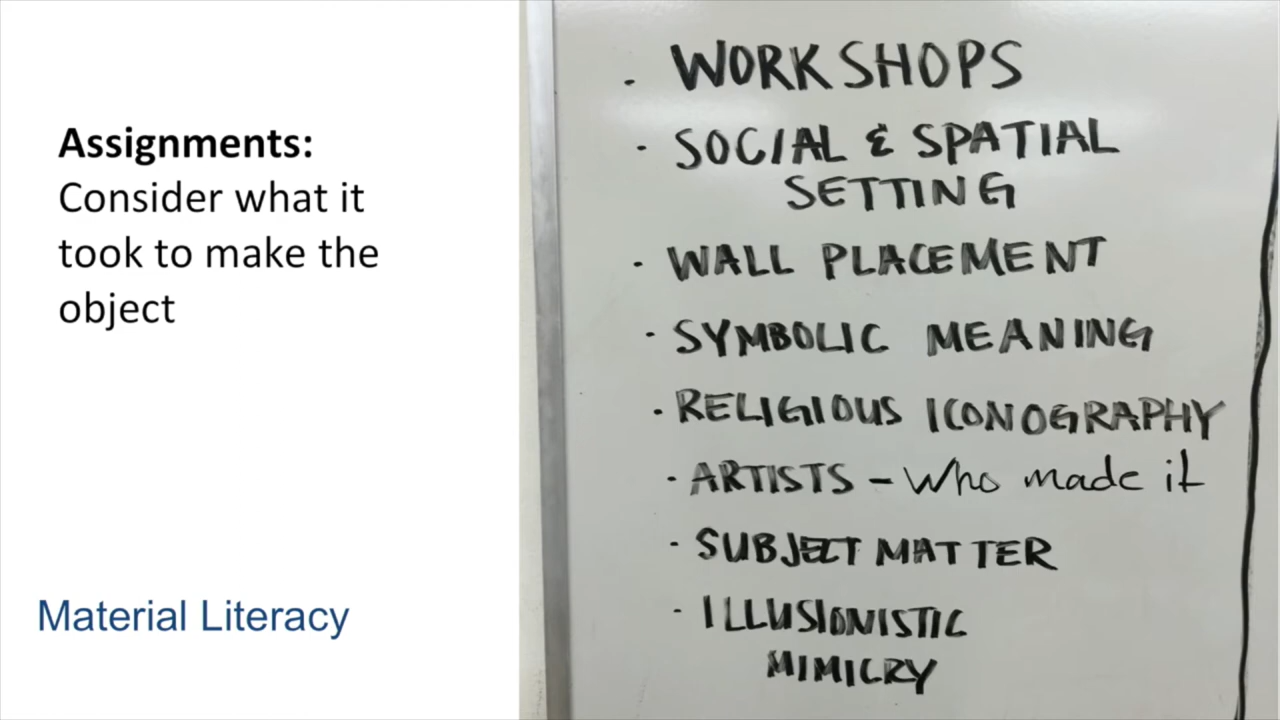 Assignments:
Consider what it
took to make the
object
Material Literacy
· WORKSHOPS
· SOCIAL & SPATIAL
SETTING
· WALL PLACEMENT
· SYMBOLIC MEANING
· RELIGIOUS ICONOGRAPHY
· ARTISTS – Who made it
· SUBJECT MATTER
· ILLUSIONISTIC
MIMICRY